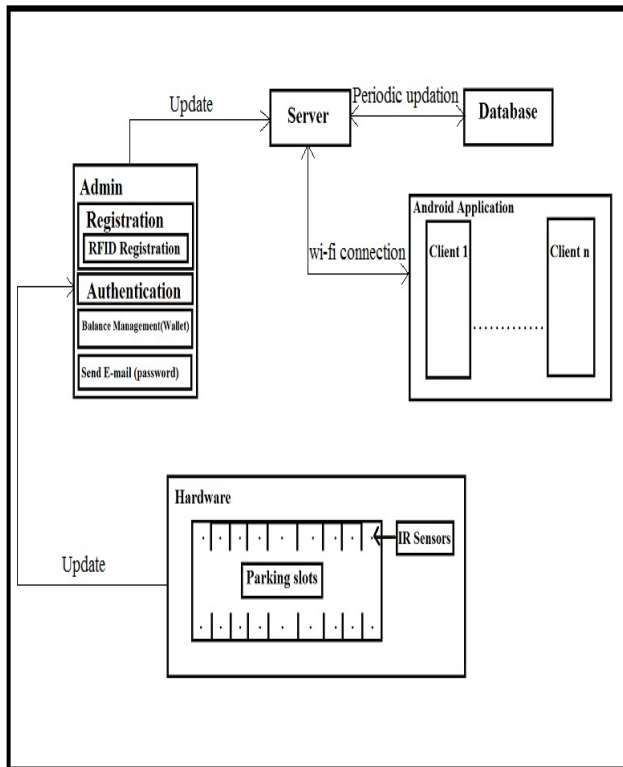 Update
Server
Periodic updation
Database
Admin
Registration
RFID Registration
Authentication
Balance Management(Wallet)
Send E-mail (password)
wi-fi connection
Android Application
Client 1
Client n
Hardware
IR Sensors
Parking slots
Update